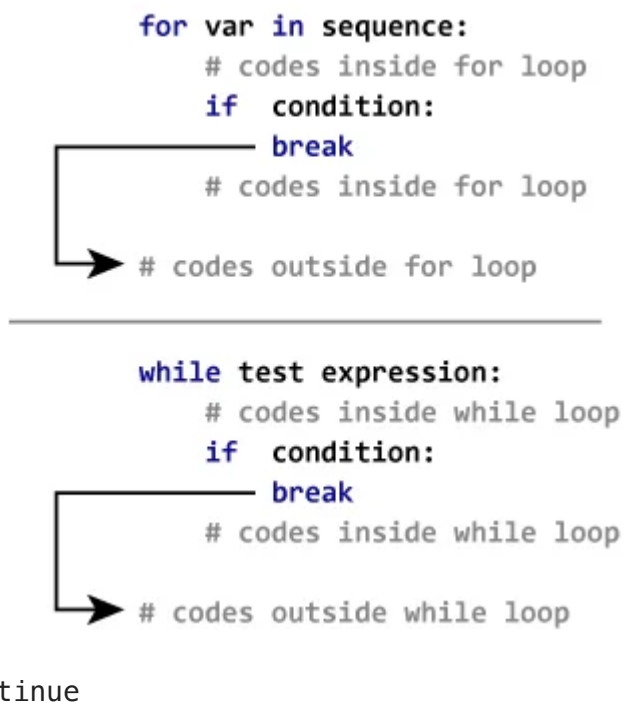 for var in sequence:
# codes inside for loop
if condition:
break
# codes inside for loop
# codes outside for loop
while test expression:
# codes inside while loop
if condition:
break
# codes inside while loop
# codes outside while loop
tinue